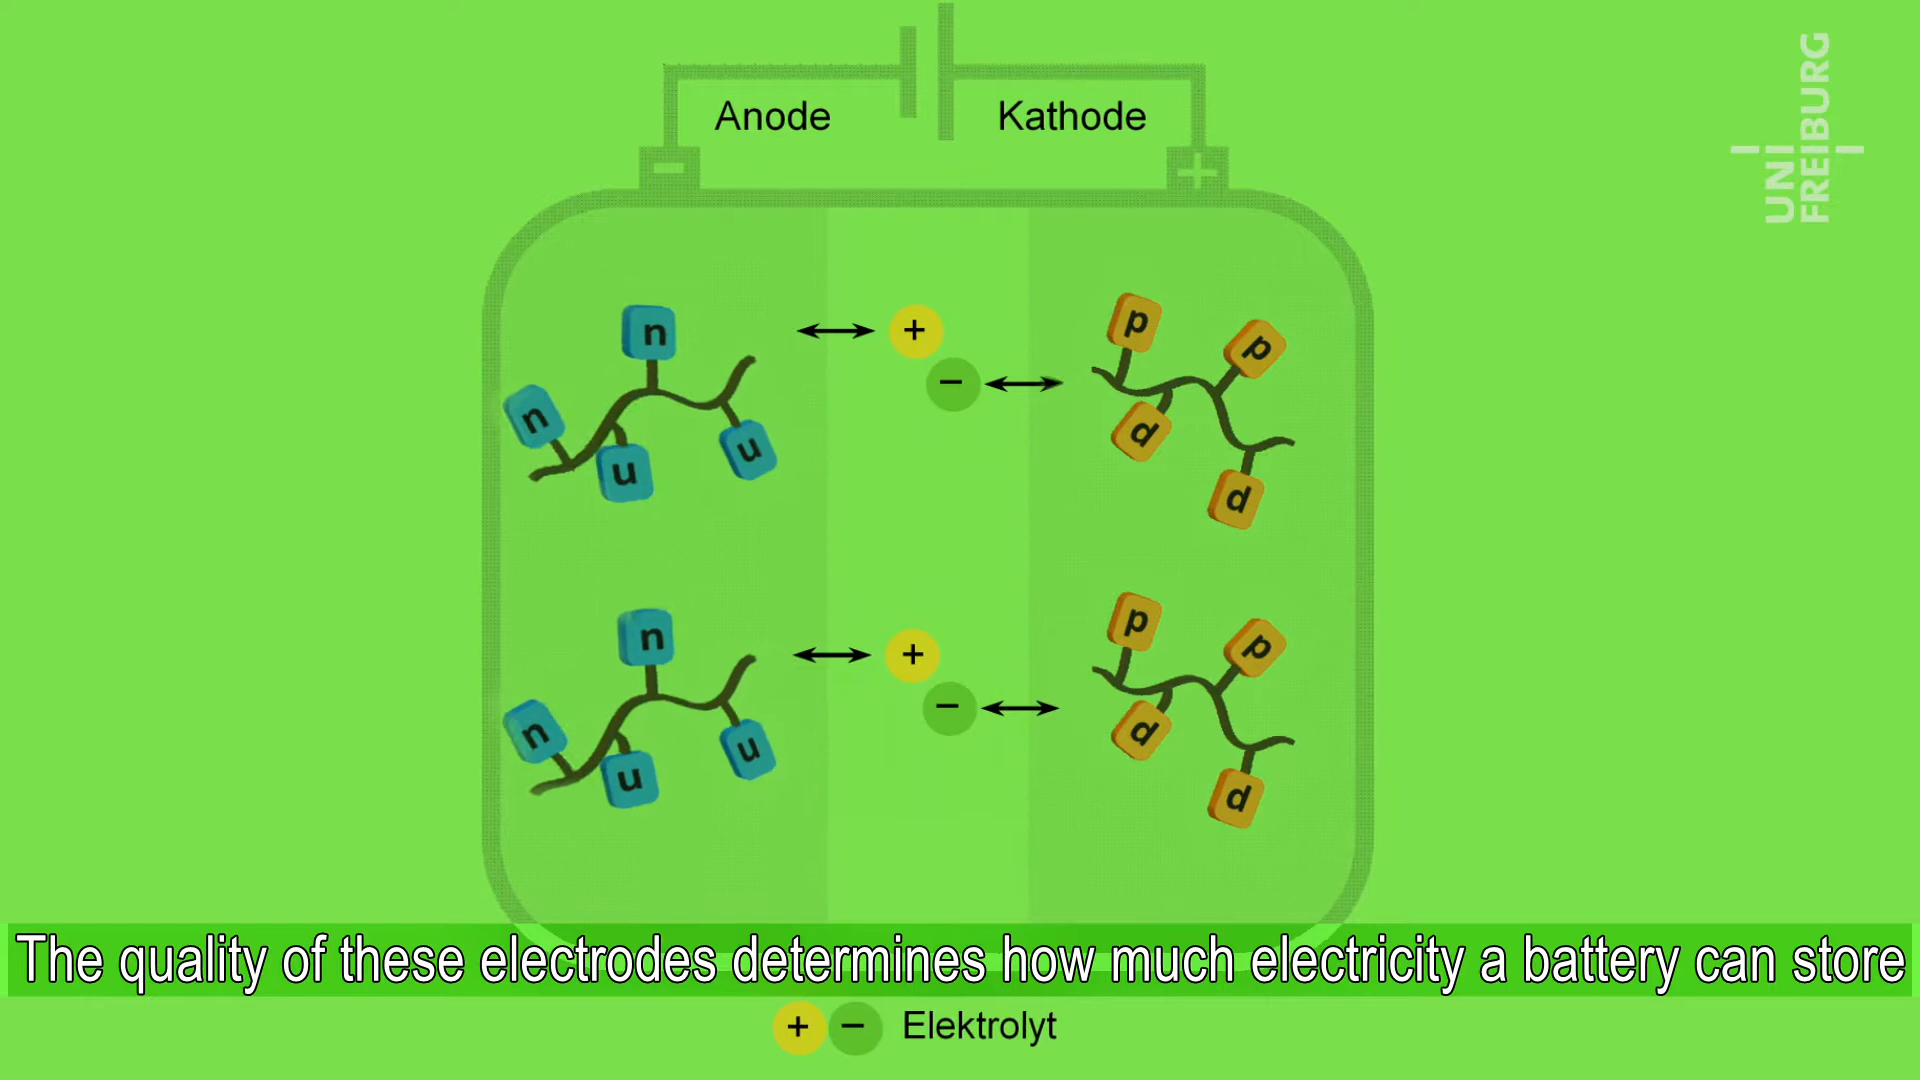 Anode
Kathode
UNI
FREIBURG
-
+
n
n
u
u
+
-
p
p
d
d
n
n
u
u
+
-
p
p
d
d
The quality of these electrodes determines how much electricity a battery can store
+ - Elektrolyt